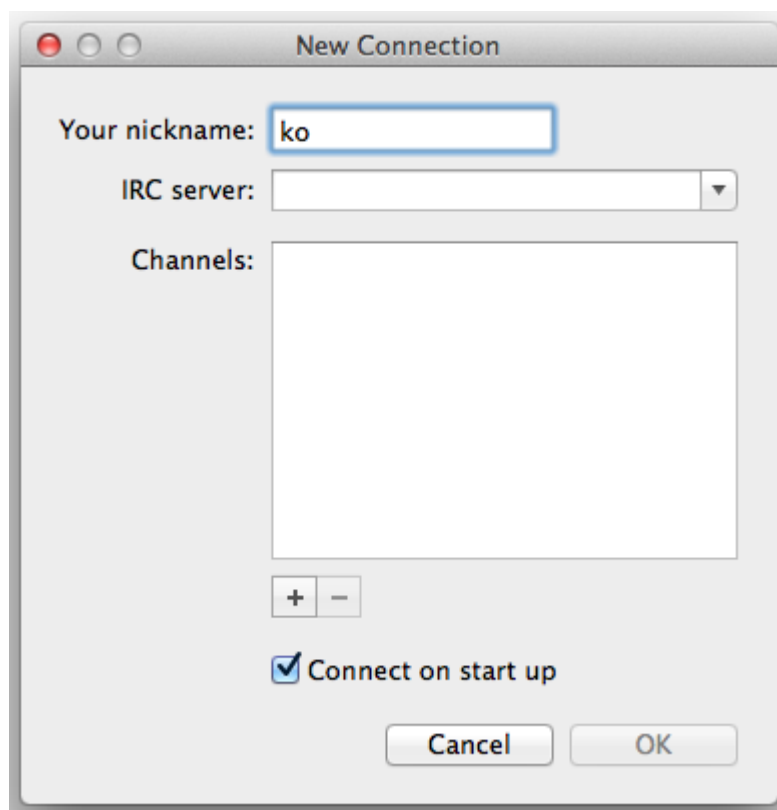 New Connection
Your nickname: ko
IRC server:
Channels:
+ −
Connect on start up
Cancel OK